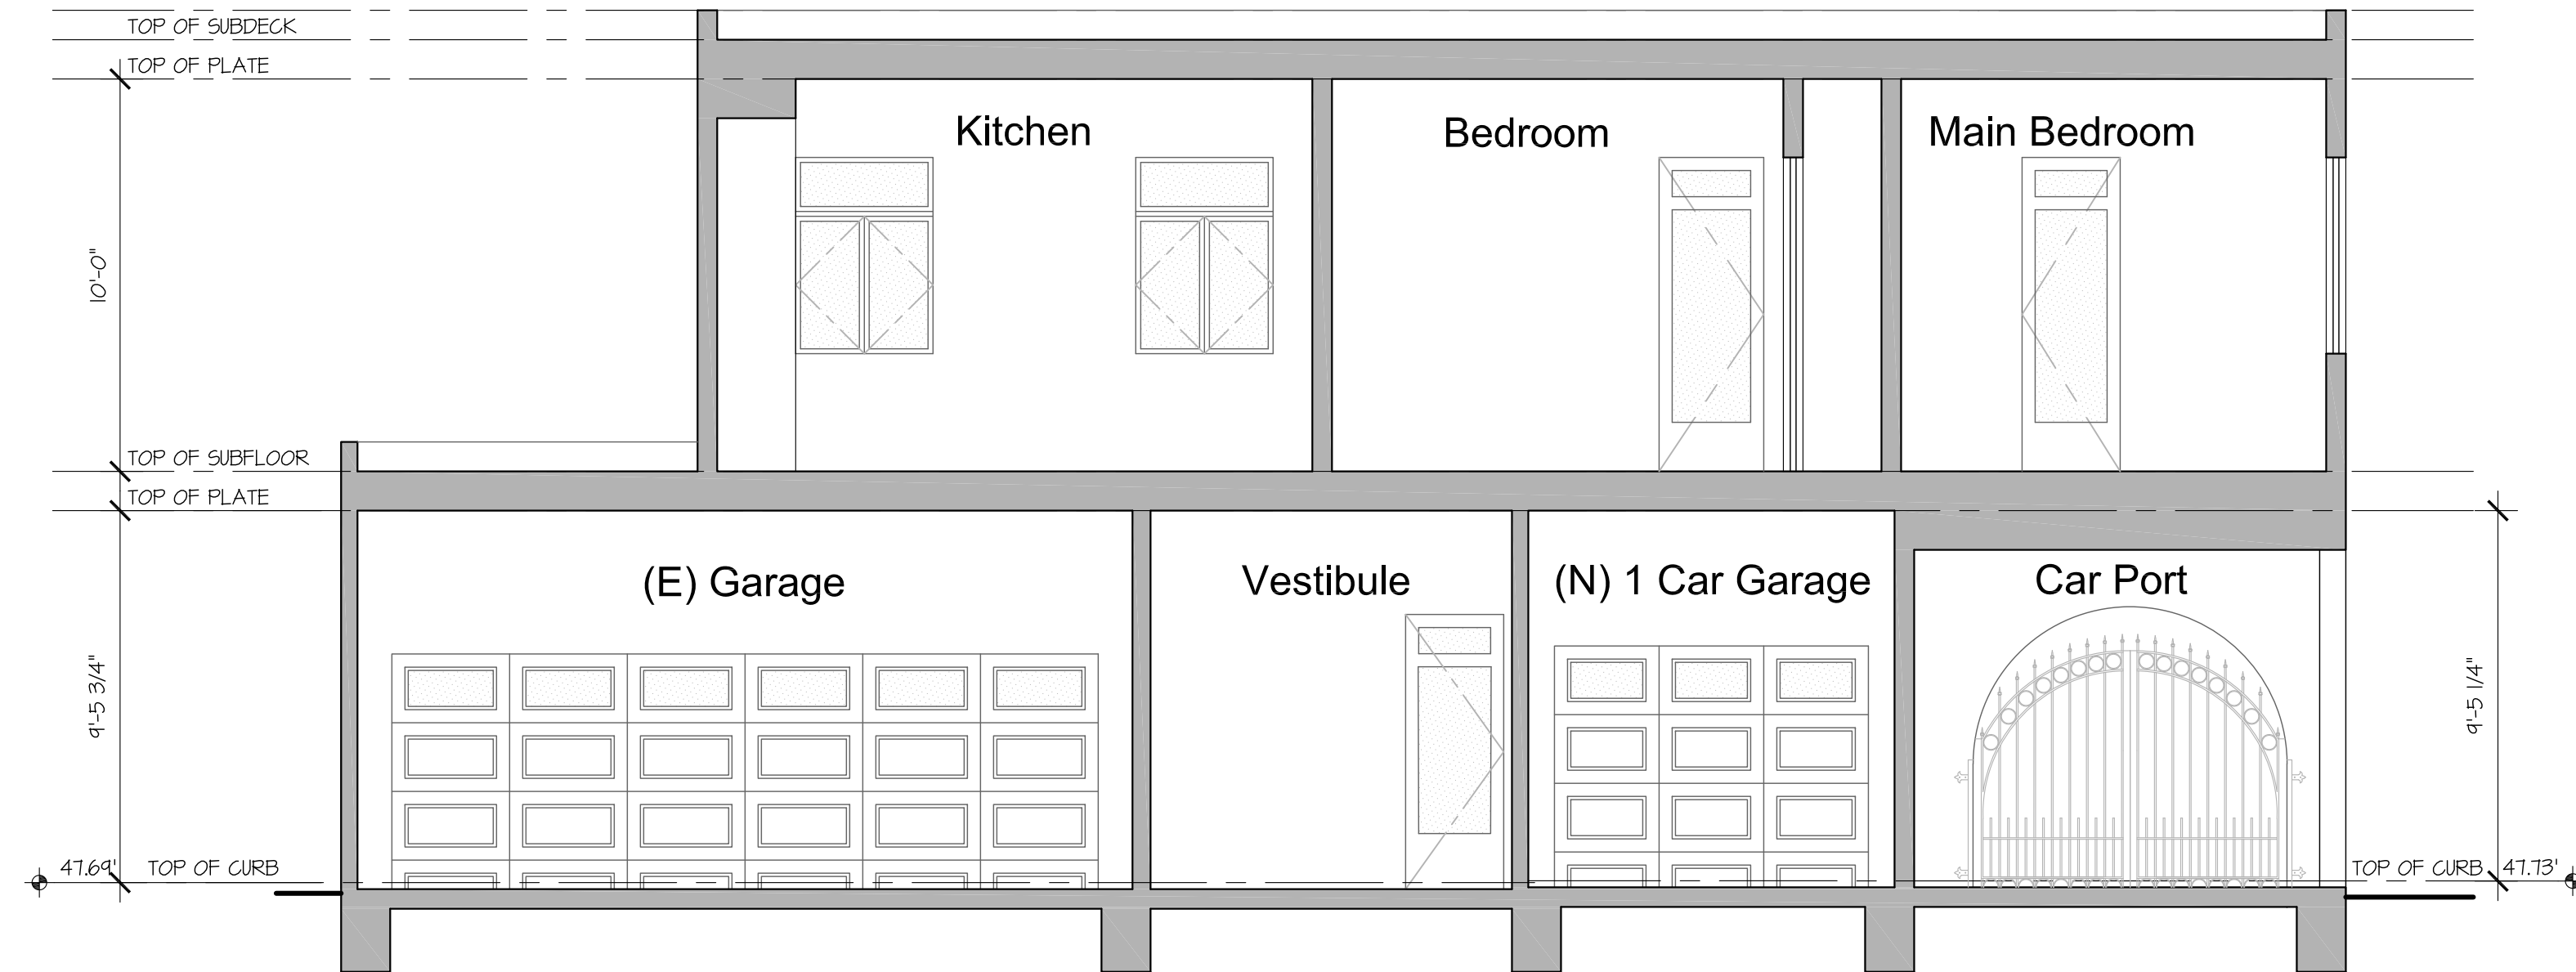 TOP OF SUBDECK
TOP OF PLATE
Kitchen
Bedroom
Main Bedroom
10'-0"
TOP OF SUBFLOOR
TOP OF PLATE
(E) Garage
Vestibule
(N) 1 Car Garage
Car Port
9'-5 3/4"
9'-5 1/4"
47.69' TOP OF CURB
TOP OF CURB 47.73'